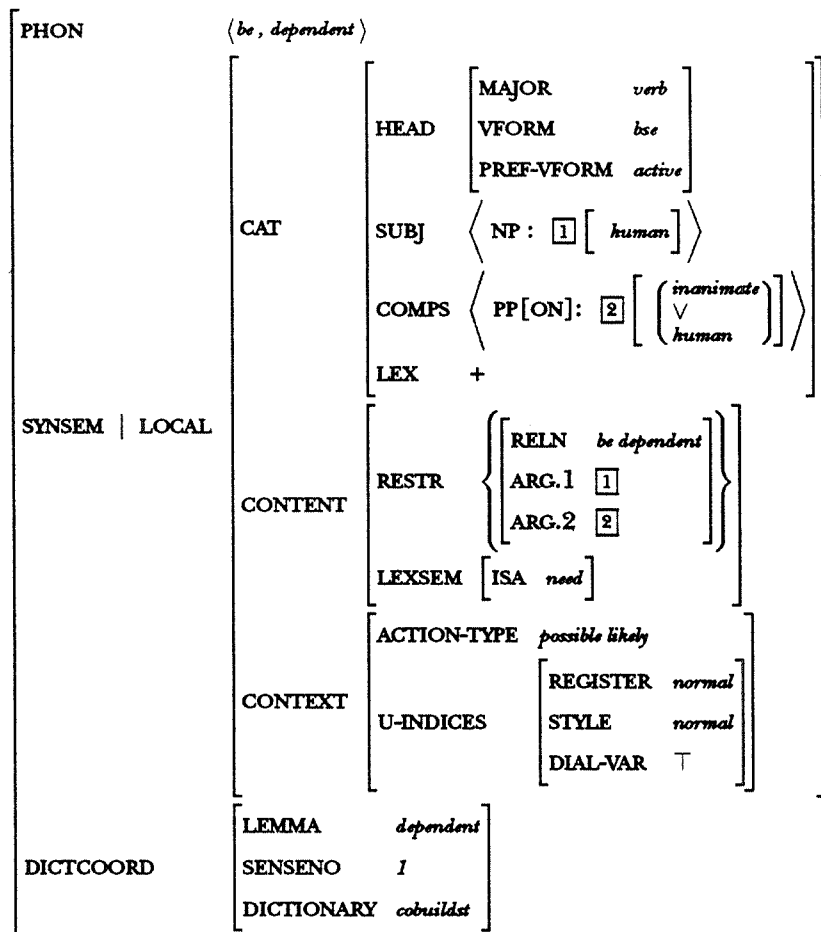 PHON ⟨be , dependent⟩
MAJOR verb
HEAD VFORM bse
PREF-VFORM active
CAT SUBJ ⟨ NP : [1] [ human ] ⟩
inanimate
COMPS ⟨ PP[ON]: [2] [ ( ∨ ) ] ⟩
human
LEX +
SYNSEM | LOCAL
RELN be dependent
RESTR { ARG.1 [1] }
ARG.2 [2]
CONTENT
LEXSEM [ISA need]
ACTION-TYPE possible likely
REGISTER normal
CONTEXT
U-INDICES STYLE normal
DIAL-VAR ⊤
LEMMA dependent
DICTCOORD SENSENO 1
DICTIONARY cobuildst